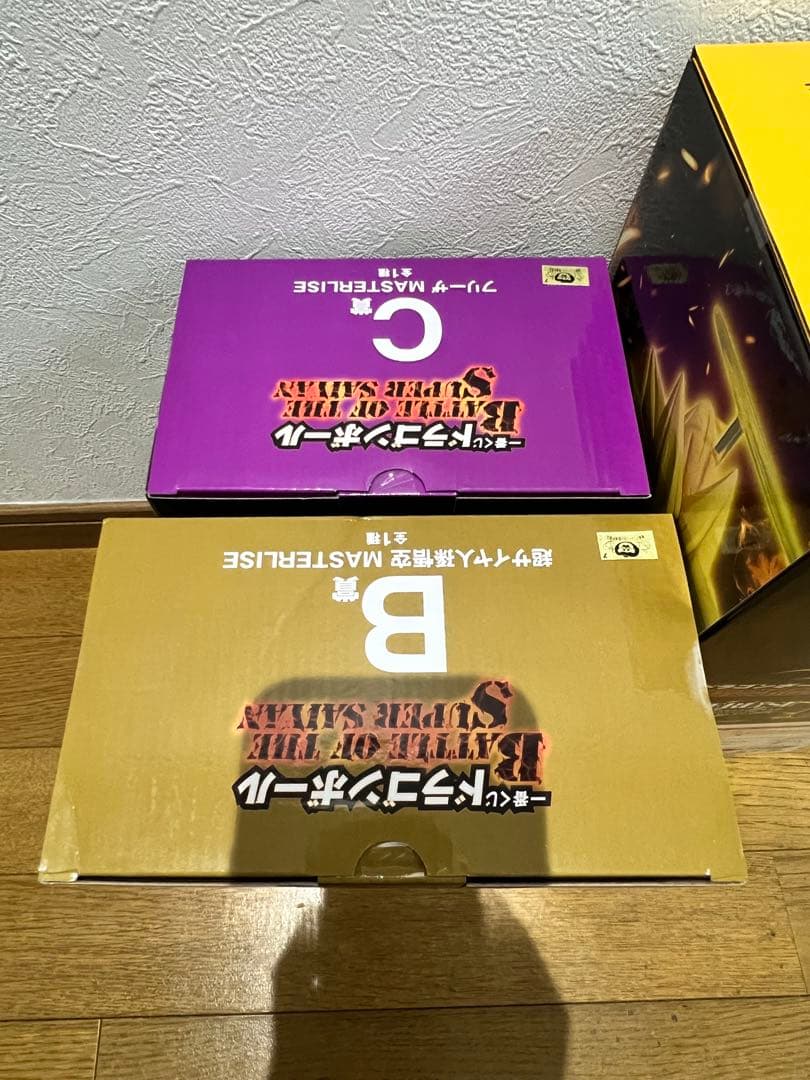 一番くじ ドラゴンボール
BATTLE OF THE
SUPER SAIYAN
C賞
フリーザ MASTERLISE
全1種
一番くじ ドラゴンボール
BATTLE OF THE
SUPER SAIYAN
B賞
超サイヤ人孫悟空 MASTERLISE
全1種